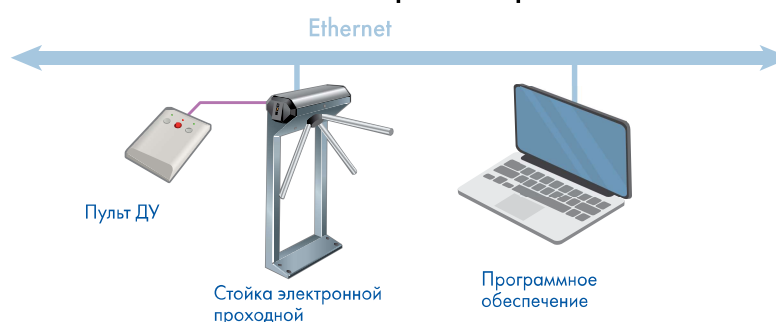 Ethernet
Пульт ДУ
Стойка электронной
проходной
Программное
обеспечение